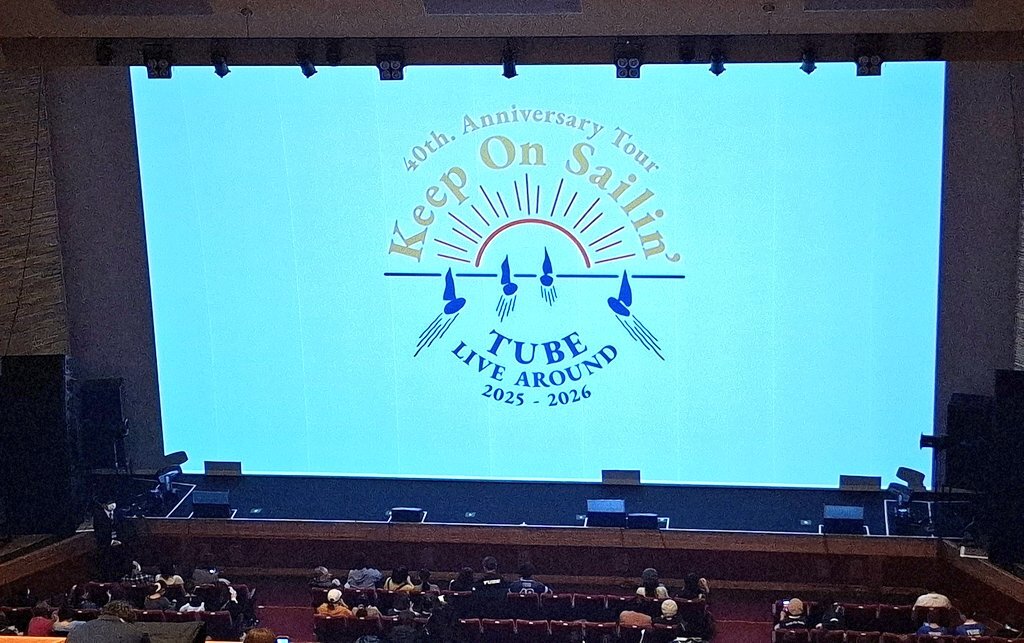 40th. Anniversary Tour
Keep On Sailin'
TUBE
LIVE AROUND
2025 - 2026